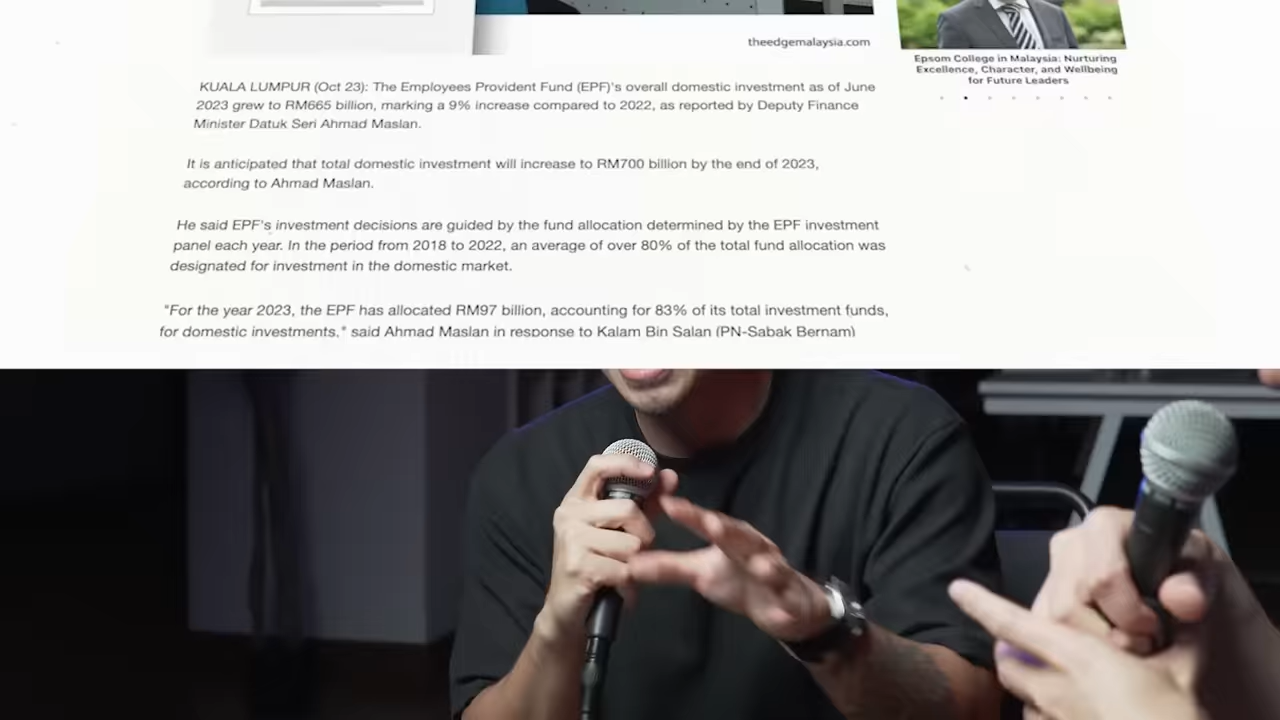 theedgemalaysia.com
Epsom College in Malaysia: Nurturing
Excellence, Character, and Wellbeing
for Future Leaders
KUALA LUMPUR (Oct 23): The Employees Provident Fund (EPF)'s overall domestic investment as of June
2023 grew to RM665 billion, marking a 9% increase compared to 2022, as reported by Deputy Finance
Minister Datuk Seri Ahmad Maslan.
It is anticipated that total domestic investment will increase to RM700 billion by the end of 2023,
according to Ahmad Maslan.
He said EPF's investment decisions are guided by the fund allocation determined by the EPF investment
panel each year. In the period from 2018 to 2022, an average of over 80% of the total fund allocation was
designated for investment in the domestic market.
"For the year 2023, the EPF has allocated RM97 billion, accounting for 83% of its total investment funds,
for domestic investments," said Ahmad Maslan in response to Kalam Bin Salan (PN-Sabak Bernam)